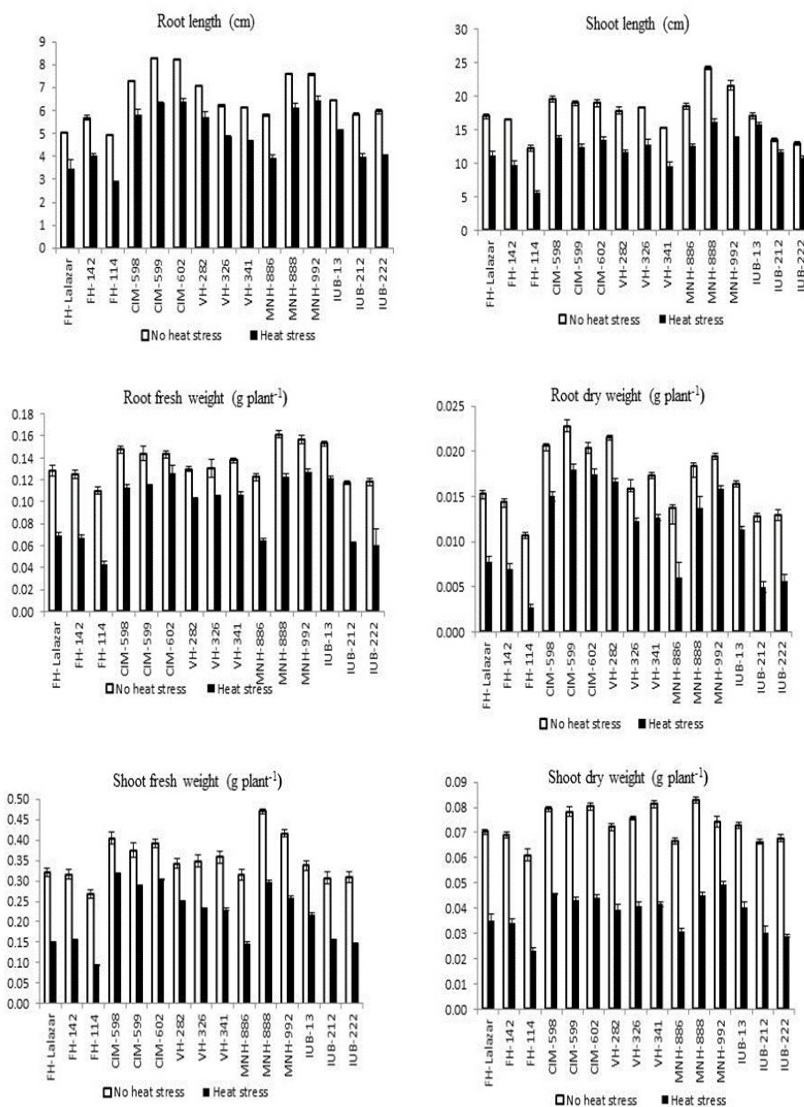 Root length (cm)
9
8
7
6
5
4
3
2
1
0
FH-Lalazar
FH-142
FH-114
CIM-598
CIM-599
CIM-602
VH-282
VH-326
VH-341
MNH-886
MNH-888
MNH-992
IUB-13
IUB-212
IUB-222
No heat stress Heat stress
Shoot length (cm)
30
25
20
15
10
5
0
FH-Lalazar
FH-142
FH-114
CIM-598
CIM-599
CIM-602
VH-282
VH-326
VH-341
MNH-886
MNH-888
MNH-992
IUB-13
IUB-212
IUB-222
No heat stress Heat stress
Root fresh weight (g plant-1)
0.18
0.16
0.14
0.12
0.10
0.08
0.06
0.04
0.02
0.00
FH-Lalazar
FH-142
FH-114
CIM-598
CIM-599
CIM-602
VH-282
VH-326
VH-341
MNH-886
MNH-888
MNH-992
IUB-13
IUB-212
IUB-222
No heat stress Heat stress
Root dry weight (g plant-1)
0.025
0.020
0.015
0.010
0.005
0.000
FH-Lalazar
FH-142
FH-114
CIM-598
CIM-599
CIM-602
VH-282
VH-326
VH-341
MNH-886
MNH-888
MNH-992
IUB-13
IUB-212
IUB-222
No heat stress Heat stress
Shoot fresh weight (g plant-1)
0.50
0.45
0.40
0.35
0.30
0.25
0.20
0.15
0.10
0.05
0.00
FH-Lalazar
FH-142
FH-114
CIM-598
CIM-599
CIM-602
VH-282
VH-326
VH-341
MNH-886
MNH-888
MNH-992
IUB-13
IUB-212
IUB-222
No heat stress Heat stress
Shoot dry weight (g plant-1)
0.09
0.08
0.07
0.06
0.05
0.04
0.03
0.02
0.01
0.00
FH-Lalazar
FH-142
FH-114
CIM-598
CIM-599
CIM-602
VH-282
VH-326
VH-341
MNH-886
MNH-888
MNH-992
IUB-13
IUB-212
IUB-222
No heat stress Heat stress